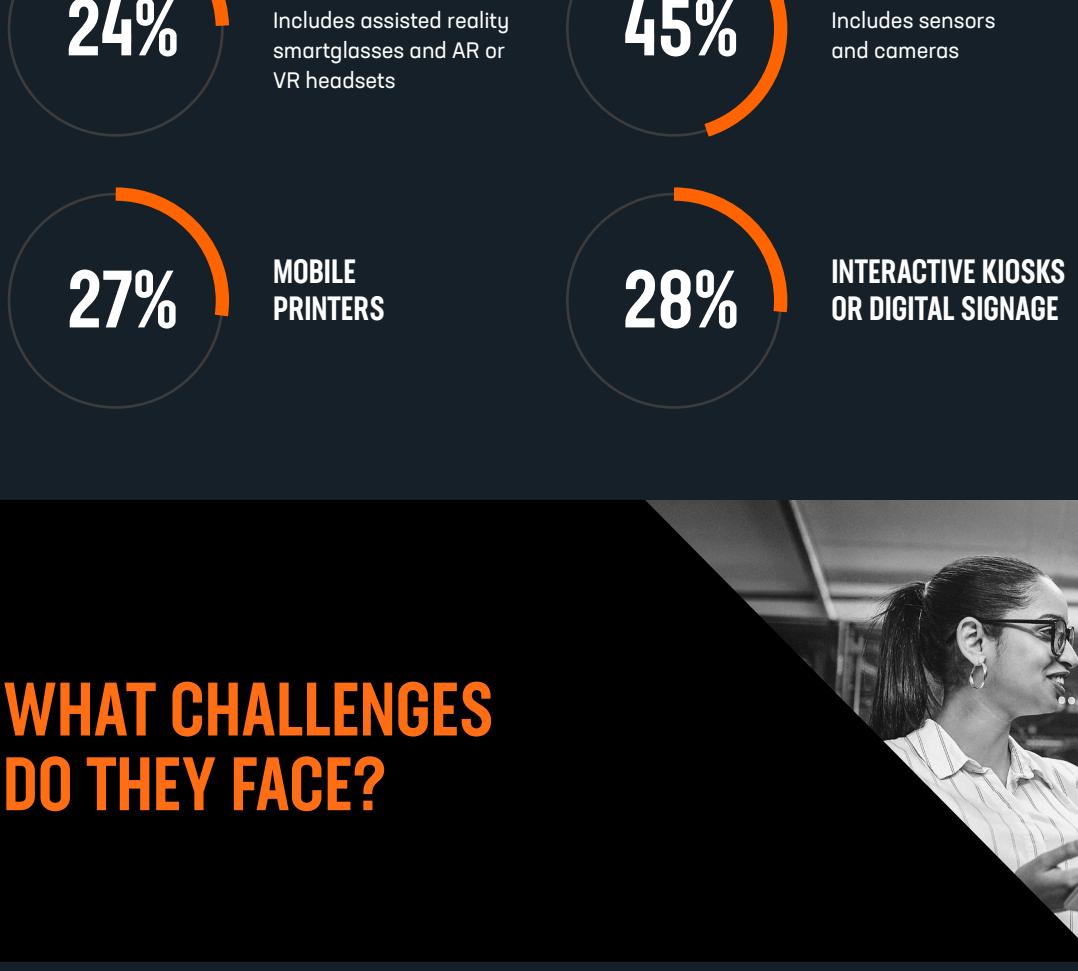 24%
Includes assisted reality
smartglasses and AR or
VR headsets
45%
Includes sensors
and cameras
27%
MOBILE
PRINTERS
28%
INTERACTIVE KIOSKS
OR DIGITAL SIGNAGE
WHAT CHALLENGES
DO THEY FACE?